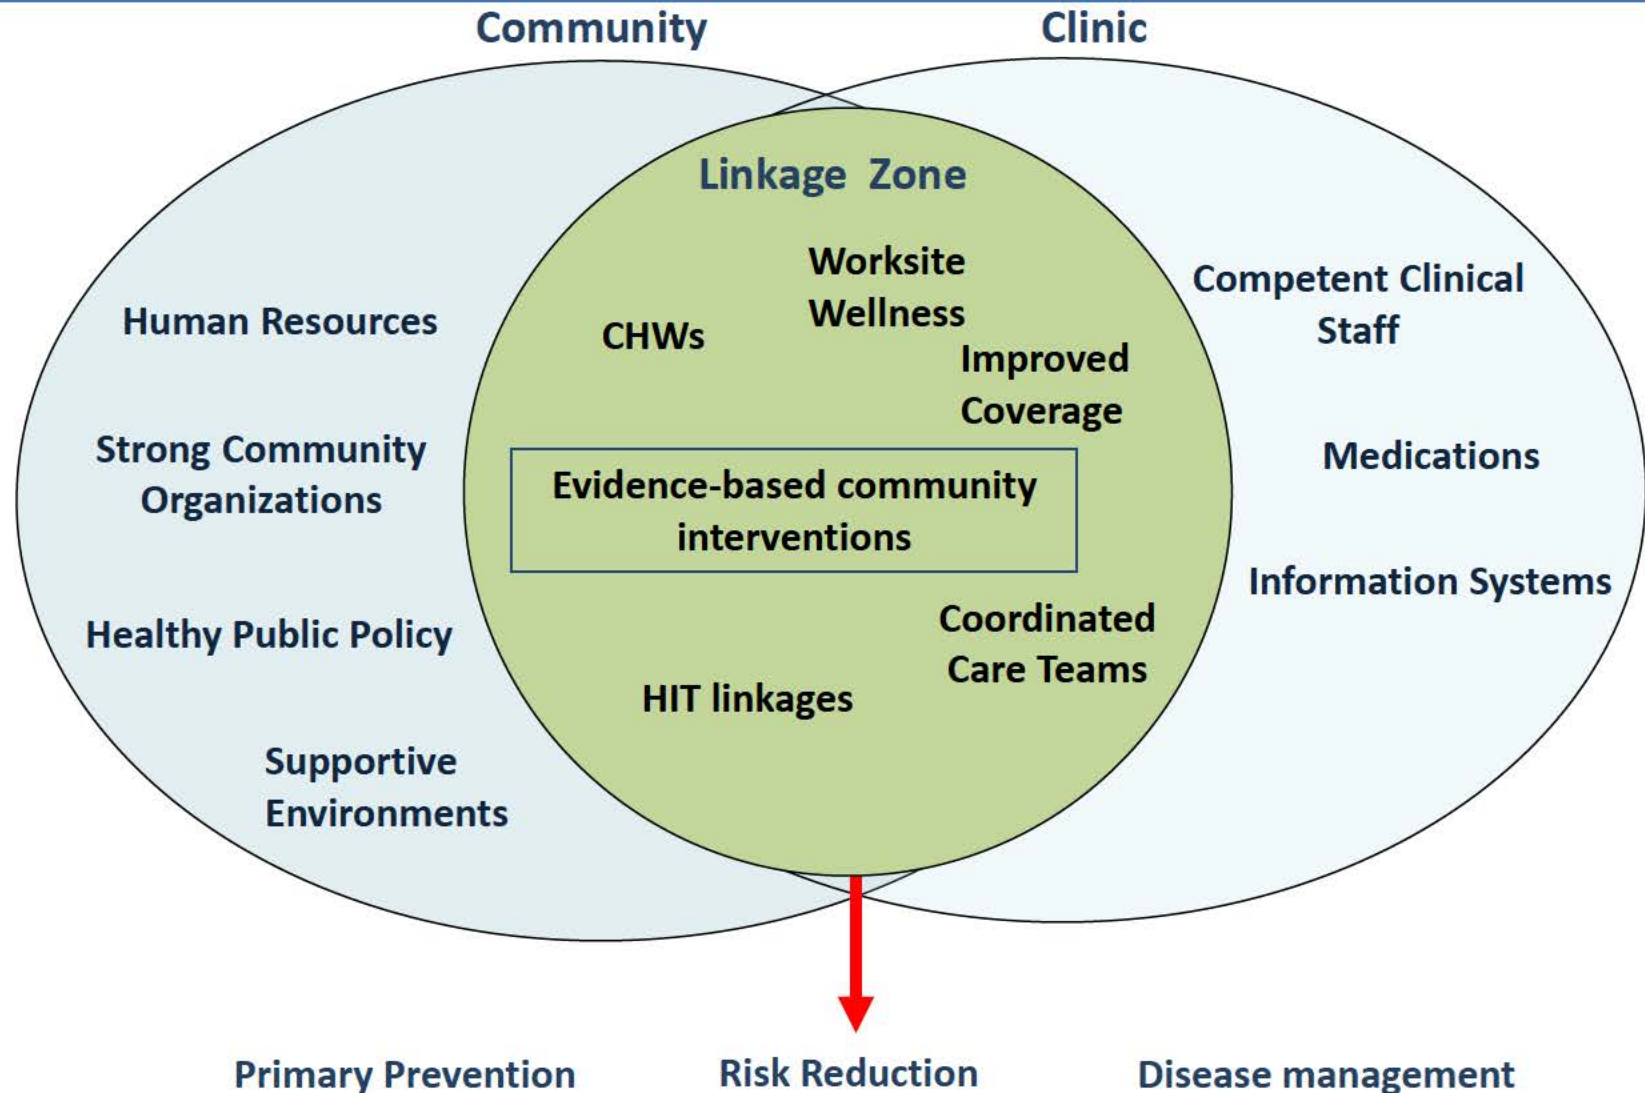 Community
Clinic
Linkage Zone
Human Resources
Strong Community
Organizations
Healthy Public Policy
Supportive
Environments
CHWs
Worksite
Wellness
Improved
Coverage
Evidence-based community
interventions
Coordinated
Care Teams
HIT linkages
Competent Clinical
Staff
Medications
Information Systems
Primary Prevention
Risk Reduction
Disease management